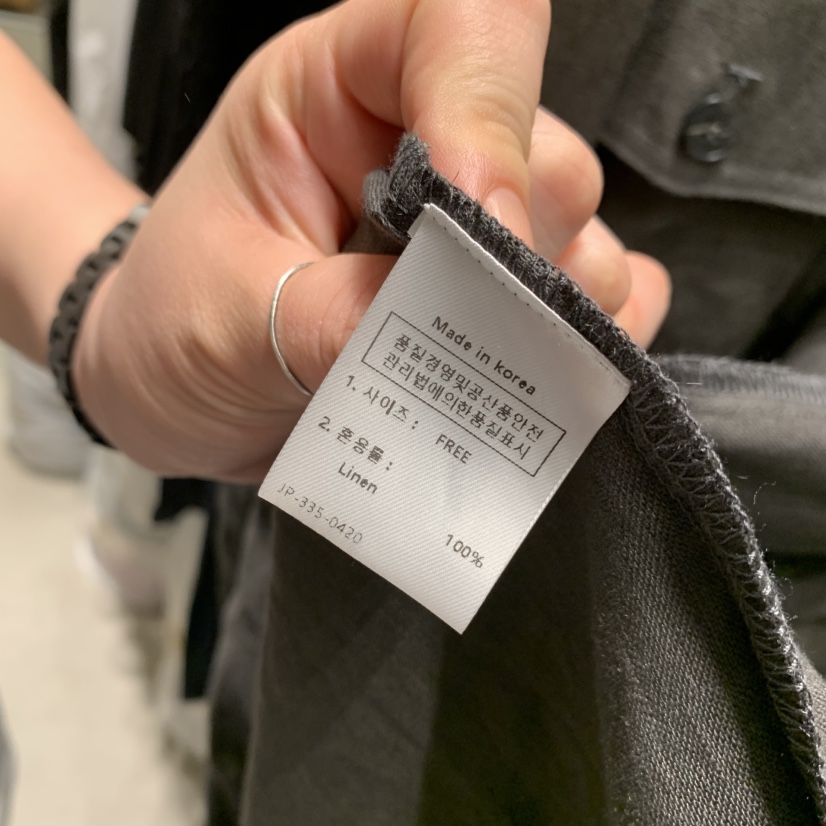 Made in korea
품질경영및공산품안전
관리법에의한품질표시
1. 사이즈 : FREE
2. 혼용률 :
Linen 100%
JP-335-0420